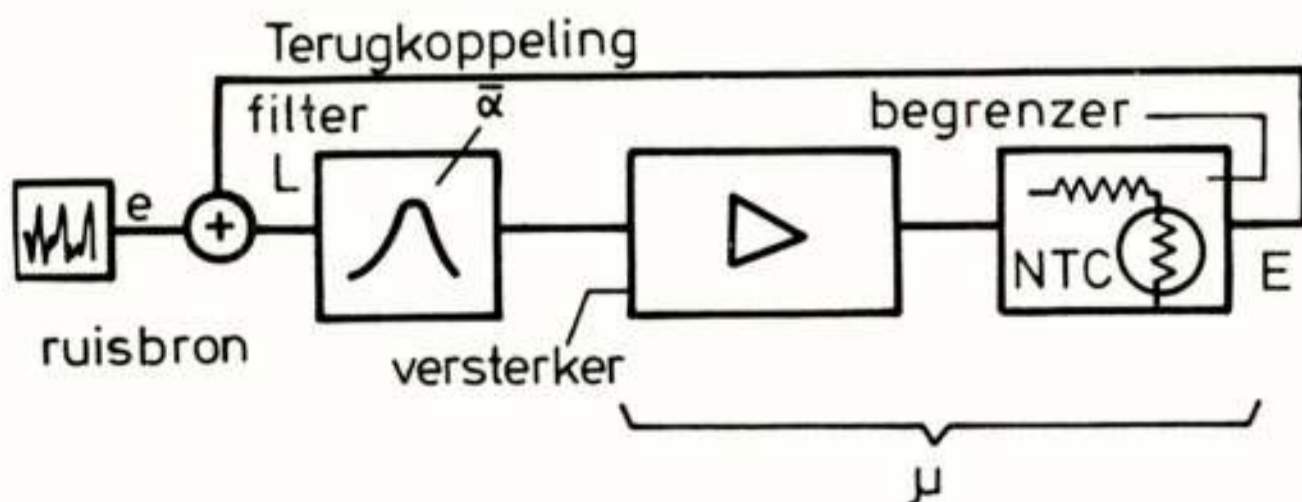 Terugkoppeling
filter
ᾱ
begrenzer
L
e
+
NTC
E
ruisbron
versterker
μ